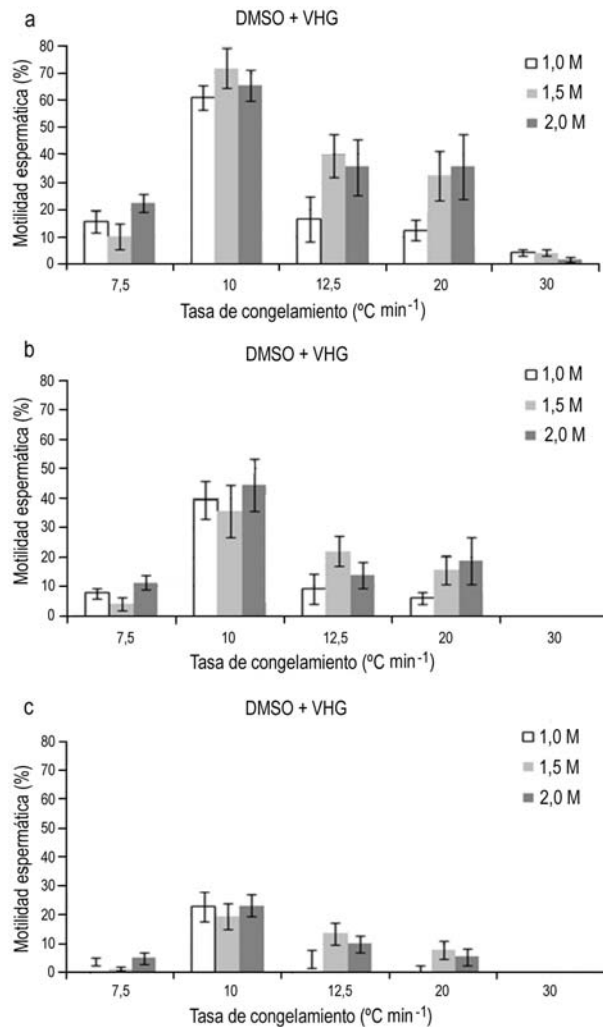 a
DMSO + VHG
Motilidad espermática (%)
80
70
60
50
40
30
20
10
0
1,0 M
1,5 M
2,0 M
7,5 10 12,5 20 30
Tasa de congelamiento (ºC min-1)
b
DMSO + VHG
Motilidad espermática (%)
80
70
60
50
40
30
20
10
0
1,0 M
1,5 M
2,0 M
7,5 10 12,5 20 30
Tasa de congelamiento (ºC min-1)
c
DMSO + VHG
Motilidad espermática (%)
80
70
60
50
40
30
20
10
0
1,0 M
1,5 M
2,0 M
7,5 10 12,5 20 30
Tasa de congelamiento (ºC min-1)